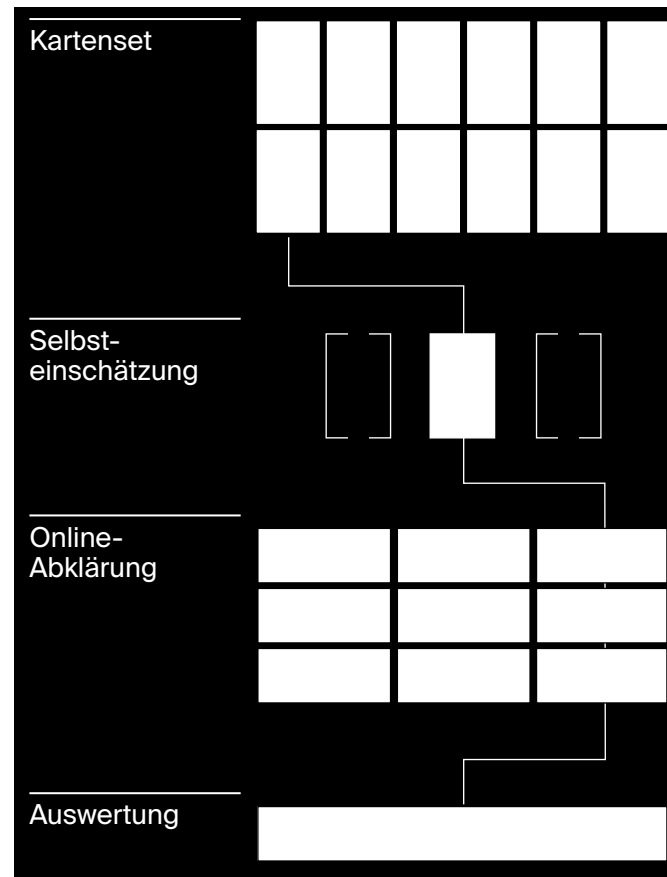 Kartenset
Selbst-
einschätzung
Online-
Abklärung
Auswertung